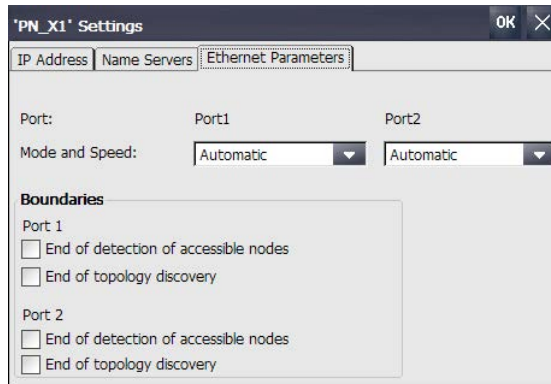 'PN_X1' Settings OK
IP Address Name Servers Ethernet Parameters
Port: Port1 Port2
Mode and Speed: Automatic Automatic
Boundaries
Port 1
End of detection of accessible nodes
End of topology discovery
Port 2
End of detection of accessible nodes
End of topology discovery